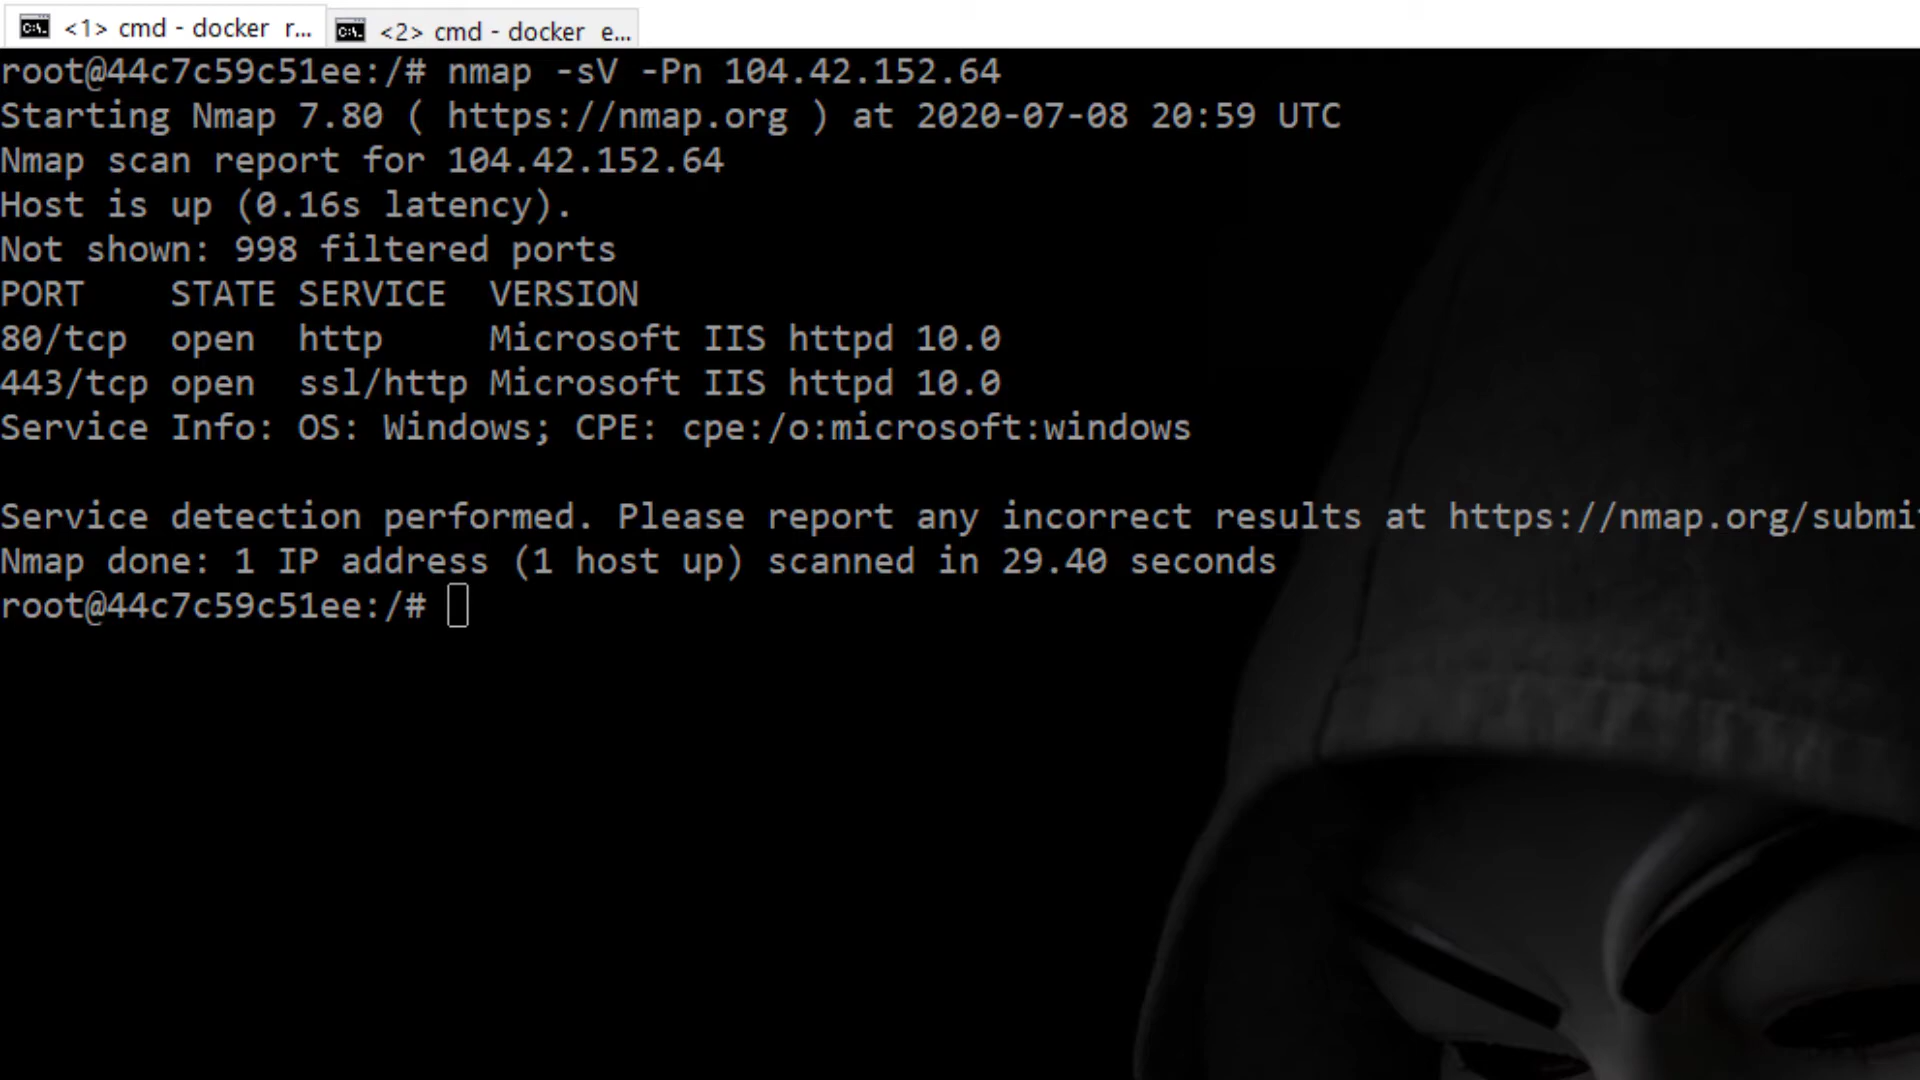 <1> cmd - docker r...
<2> cmd - docker e...
root@44c7c59c51ee:/# nmap -sV -Pn 104.42.152.64
Starting Nmap 7.80 ( https://nmap.org ) at 2020-07-08 20:59 UTC
Nmap scan report for 104.42.152.64
Host is up (0.16s latency).
Not shown: 998 filtered ports
PORT    STATE SERVICE  VERSION
80/tcp  open  http     Microsoft IIS httpd 10.0
443/tcp open  ssl/http Microsoft IIS httpd 10.0
Service Info: OS: Windows; CPE: cpe:/o:microsoft:windows
Service detection performed. Please report any incorrect results at https://nmap.org/submi
Nmap done: 1 IP address (1 host up) scanned in 29.40 seconds
root@44c7c59c51ee:/#